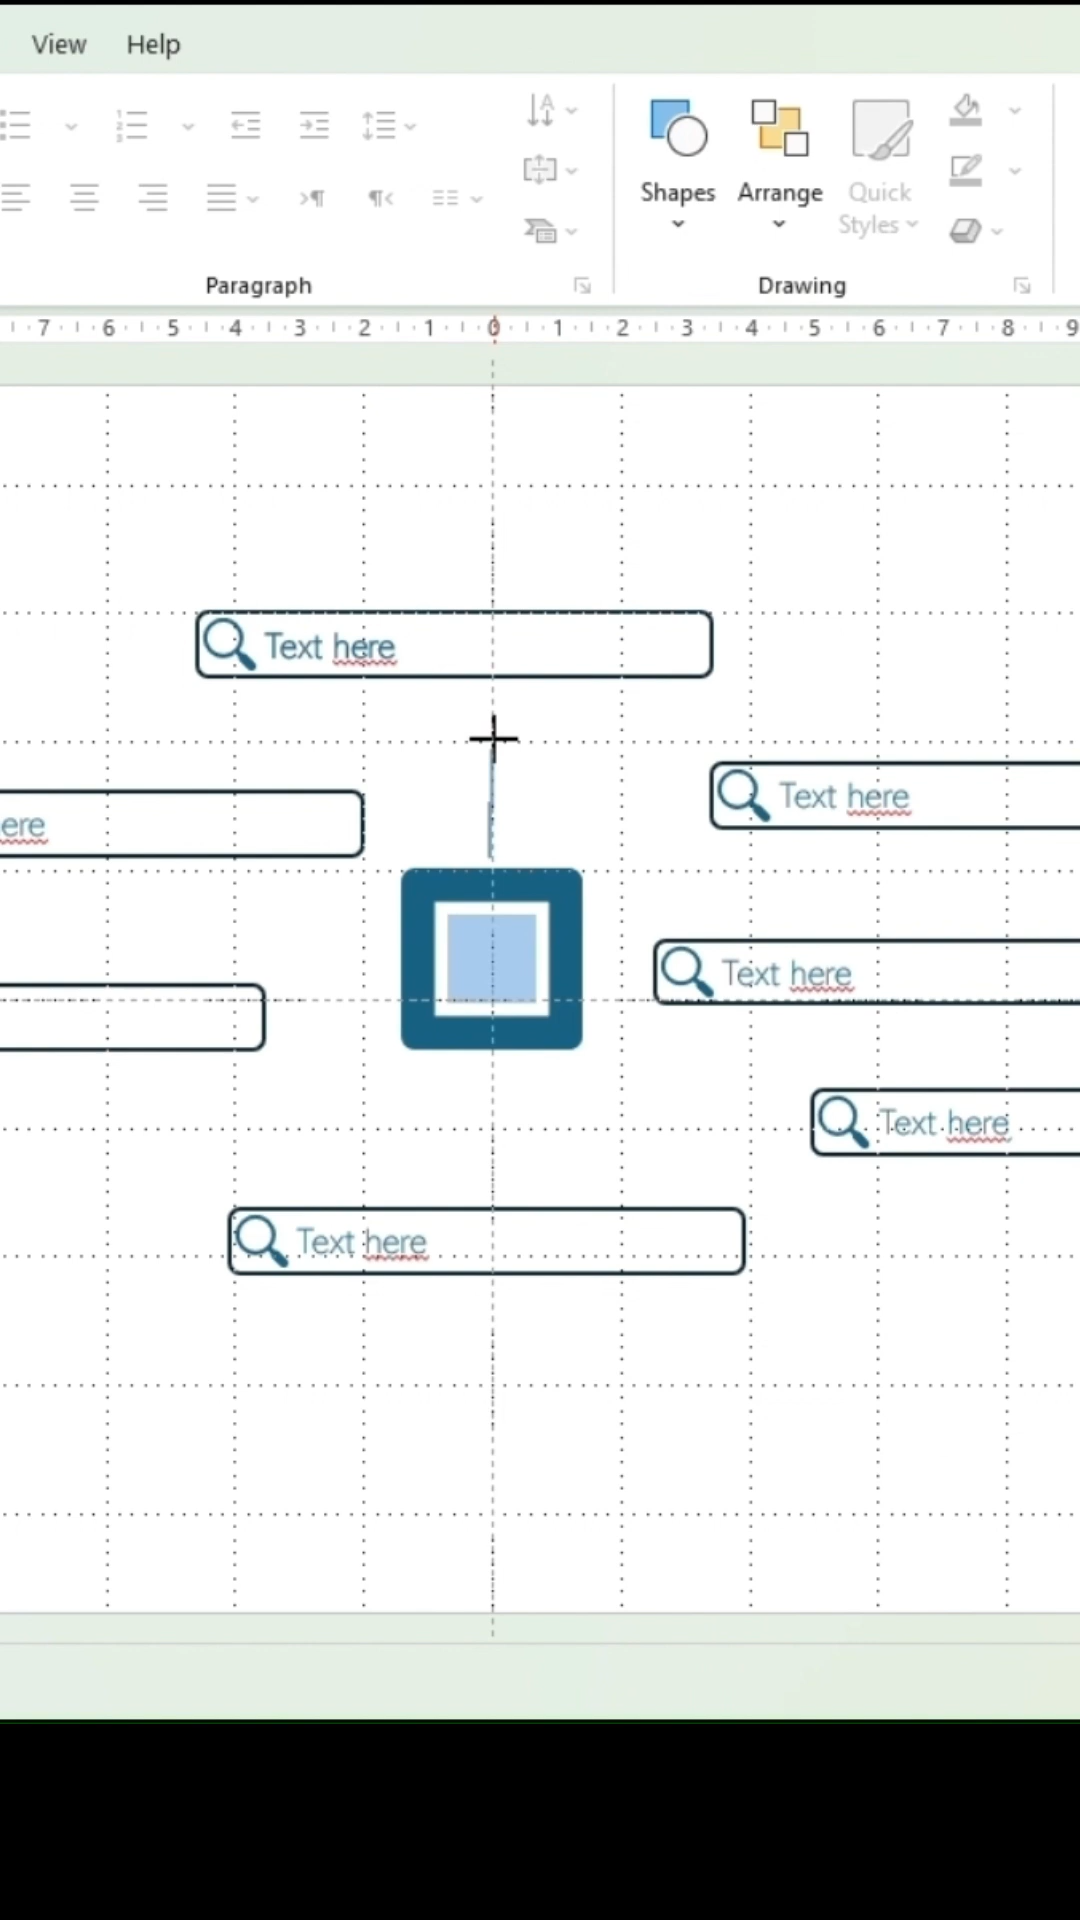 View Help
Shapes Arrange Quick
Styles
Paragraph Drawing
7 6 5 4 3 2 1 0 1 2 3 4 5 6 7 8 9
Text here
Text here
ere
Text here
Text here
Text here